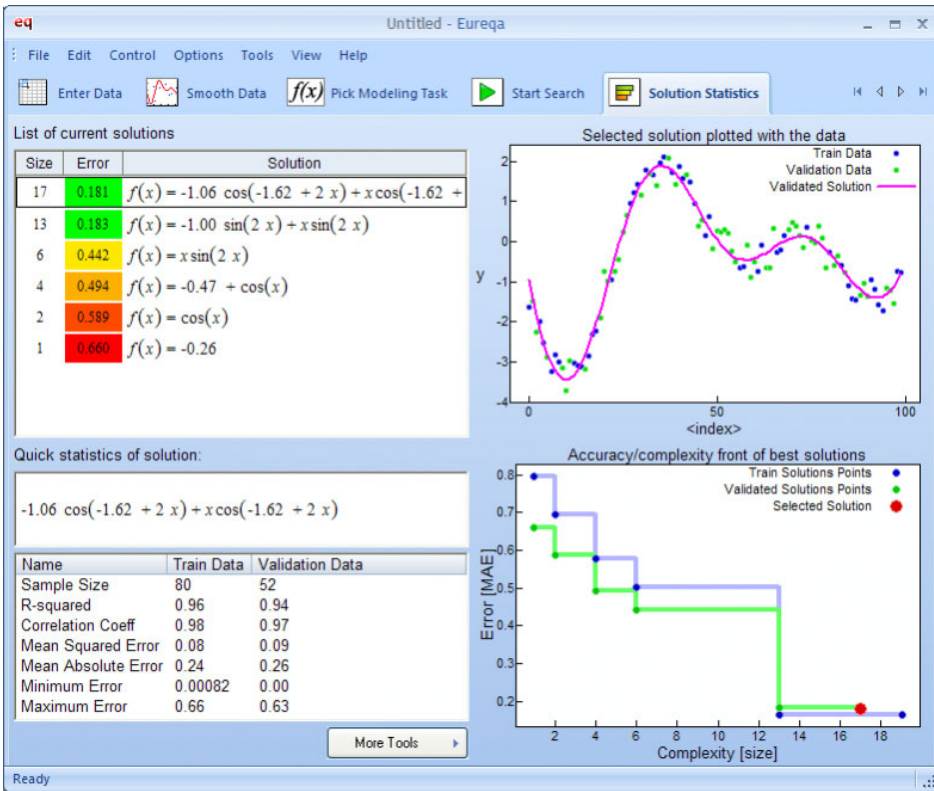 eq Untitled - Eureqa
File Edit Control Options Tools View Help
Enter Data Smooth Data f(x) Pick Modeling Task Start Search Solution Statistics
List of current solutions
Size Error Solution
17 0.181 f(x) = -1.06 cos(-1.62 + 2 x) + x cos(-1.62 +
13 0.183 f(x) = -1.00 sin(2 x) + x sin(2 x)
6 0.442 f(x) = x sin(2 x)
4 0.494 f(x) = -0.47 + cos(x)
2 0.589 f(x) = cos(x)
1 0.660 f(x) = -0.26
Selected solution plotted with the data
Train Data
Validation Data
Validated Solution
y
2
1
0
-1
-2
-3
-4
0 50 100
<index>
Quick statistics of solution:
-1.06 cos(-1.62 + 2 x) + x cos(-1.62 + 2 x)
Name Train Data Validation Data
Sample Size 80 52
R-squared 0.96 0.94
Correlation Coeff 0.98 0.97
Mean Squared Error 0.08 0.09
Mean Absolute Error 0.24 0.26
Minimum Error 0.00082 0.00
Maximum Error 0.66 0.63
More Tools
Accuracy/complexity front of best solutions
Train Solutions Points
Validated Solutions Points
Selected Solution
Error [MAE]
0.8
0.7
0.6
0.5
0.4
0.3
0.2
2 4 6 8 10 12 14 16 18
Complexity [size]
Ready